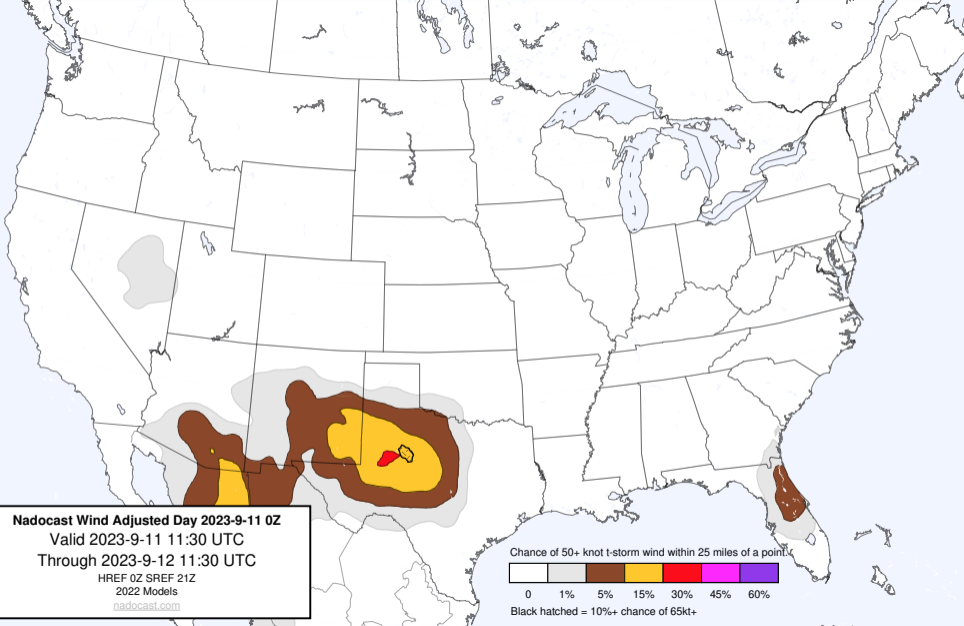 Nadocast Wind Adjusted Day 2023-9-11 0Z
Valid 2023-9-11 11:30 UTC
Through 2023-9-12 11:30 UTC
HREF 0Z SREF 21Z
2022 Models
nadocast.com
Chance of 50+ knot t-storm wind within 25 miles of a point.
0 1% 5% 15% 30% 45% 60%
Black hatched = 10%+ chance of 65kt+